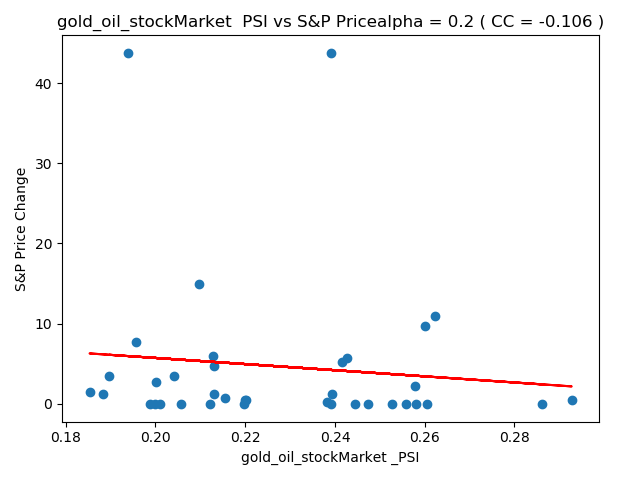 gold_oil_stockMarket  PSI vs S&P Pricealpha = 0.2 ( CC = -0.106 )
40
30
20
10
0
S&P Price Change
0.18 0.20 0.22 0.24 0.26 0.28
gold_oil_stockMarket _PSI